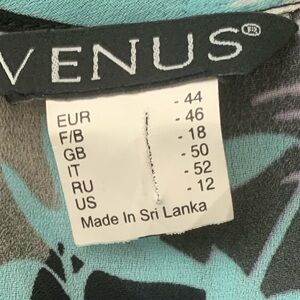 VENUS®
EUR - 44
F/B - 46
GB - 18
IT - 50
RU - 52
US - 12
Made In Sri Lanka